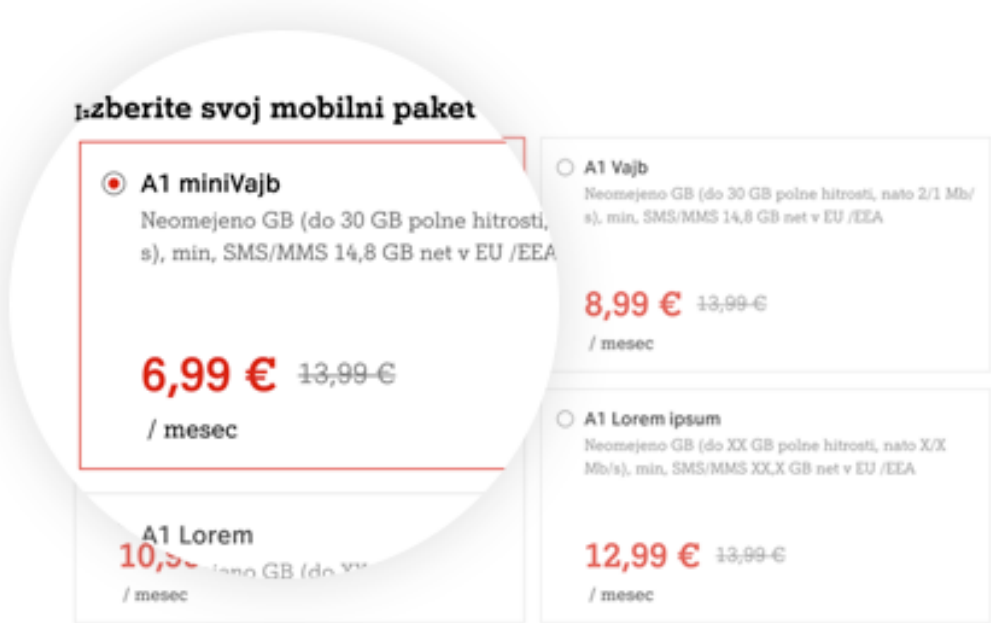 Izberite svoj mobilni paket
A1 miniVajb
Neomejeno GB (do 30 GB polne hitrosti,
s), min, SMS/MMS 14,8 GB net v EU /EEA
6,99 € 13,99 €
/ mesec
A1 Vajb
Neomejeno GB (do 30 GB polne hitrosti, nato 2/1 Mb/
s), min, SMS/MMS 14,8 GB net v EU /EEA
8,99 € 13,99 €
/ mesec
A1 Lorem
GB (do
/ mesec
A1 Lorem ipsum
Neomejeno GB (do XX GB polne hitrosti, nato X/X
Mb/s), min, SMS/MMS XX,X GB net v EU /EEA
12,99 € 13,99 €
/ mesec